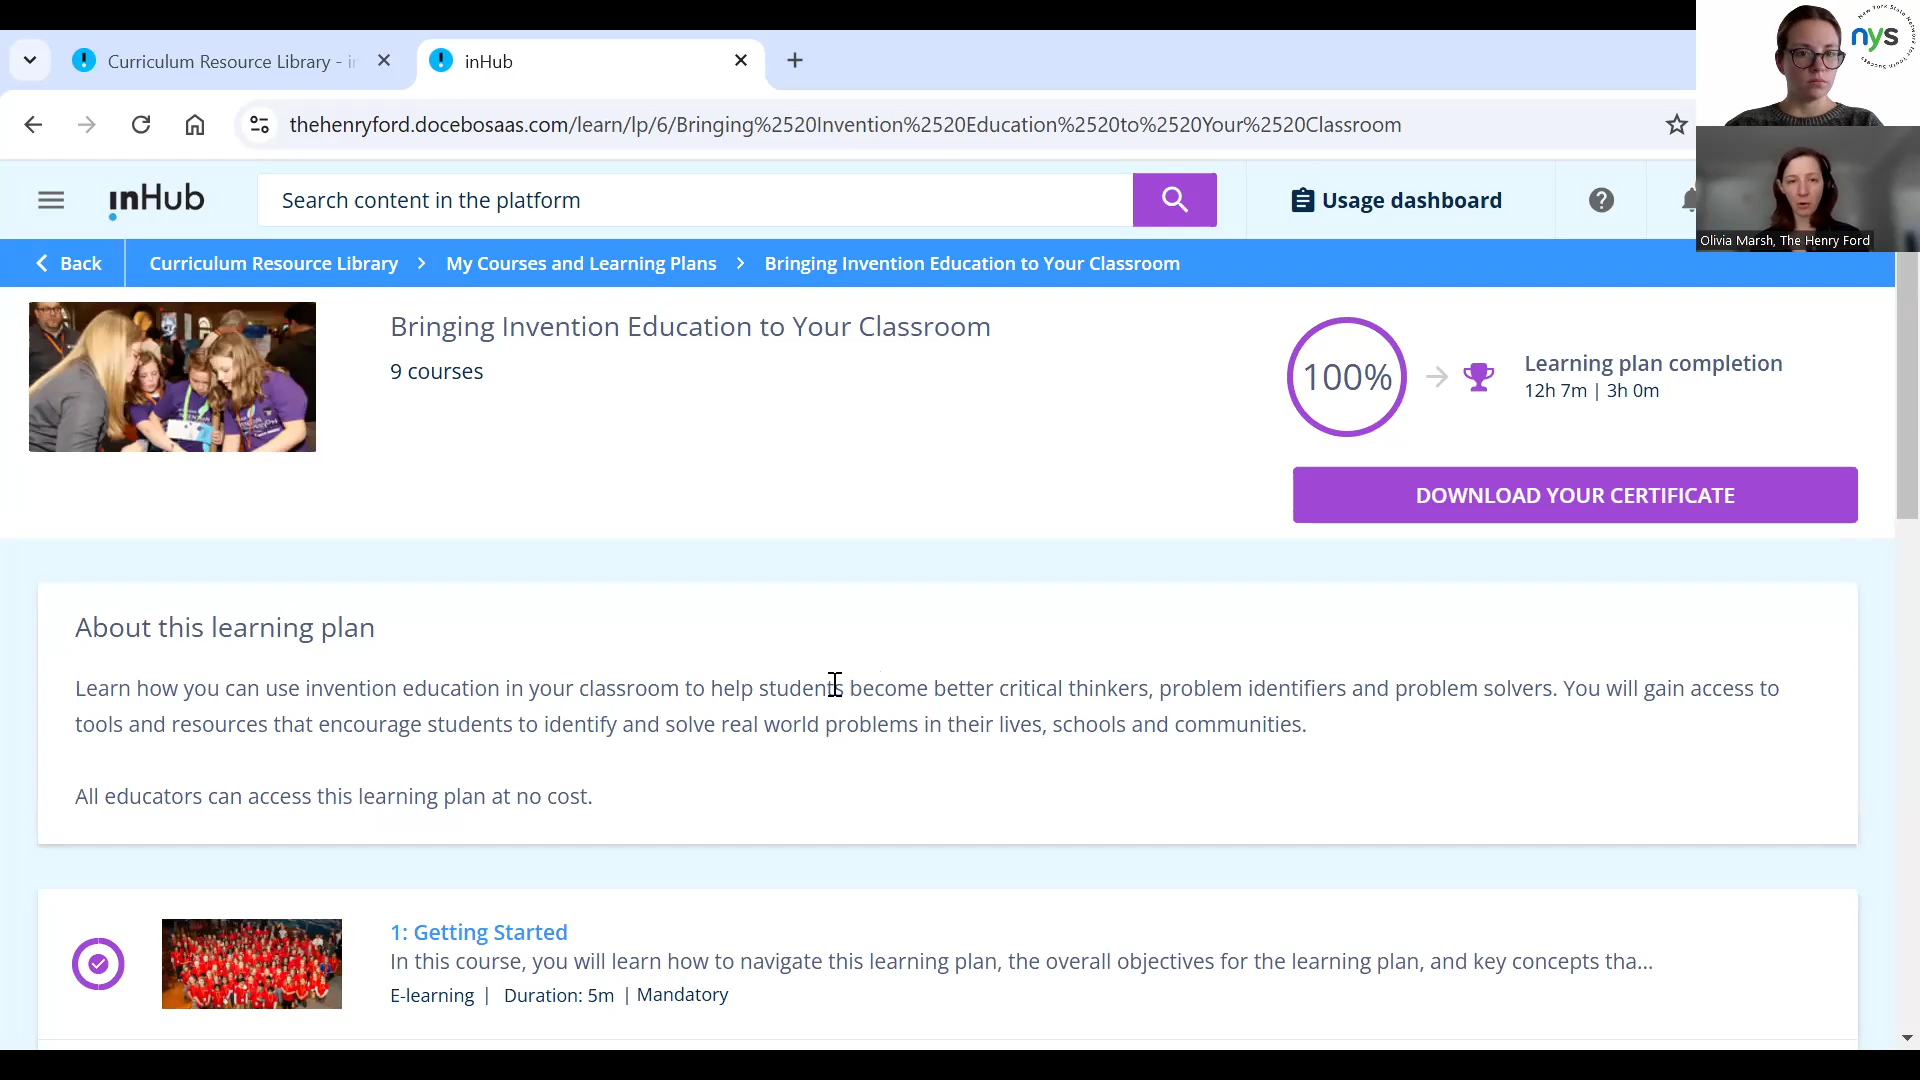 Curriculum Resource Library - i
inHub
nys
New York State Network for Youth Success
thehenryford.docebosaas.com/learn/lp/6/Bringing%2520Invention%2520Education%2520to%2520Your%2520Classroom
inHub
Search content in the platform
Usage dashboard
Olivia Marsh, The Henry Ford
Back
Curriculum Resource Library
My Courses and Learning Plans
Bringing Invention Education to Your Classroom
Bringing Invention Education to Your Classroom
9 courses
100%
Learning plan completion
12h 7m | 3h 0m
DOWNLOAD YOUR CERTIFICATE
About this learning plan
Learn how you can use invention education in your classroom to help students become better critical thinkers, problem identifiers and problem solvers. You will gain access to
tools and resources that encourage students to identify and solve real world problems in their lives, schools and communities.
All educators can access this learning plan at no cost.
1: Getting Started
In this course, you will learn how to navigate this learning plan, the overall objectives for the learning plan, and key concepts tha...
E-learning | Duration: 5m | Mandatory